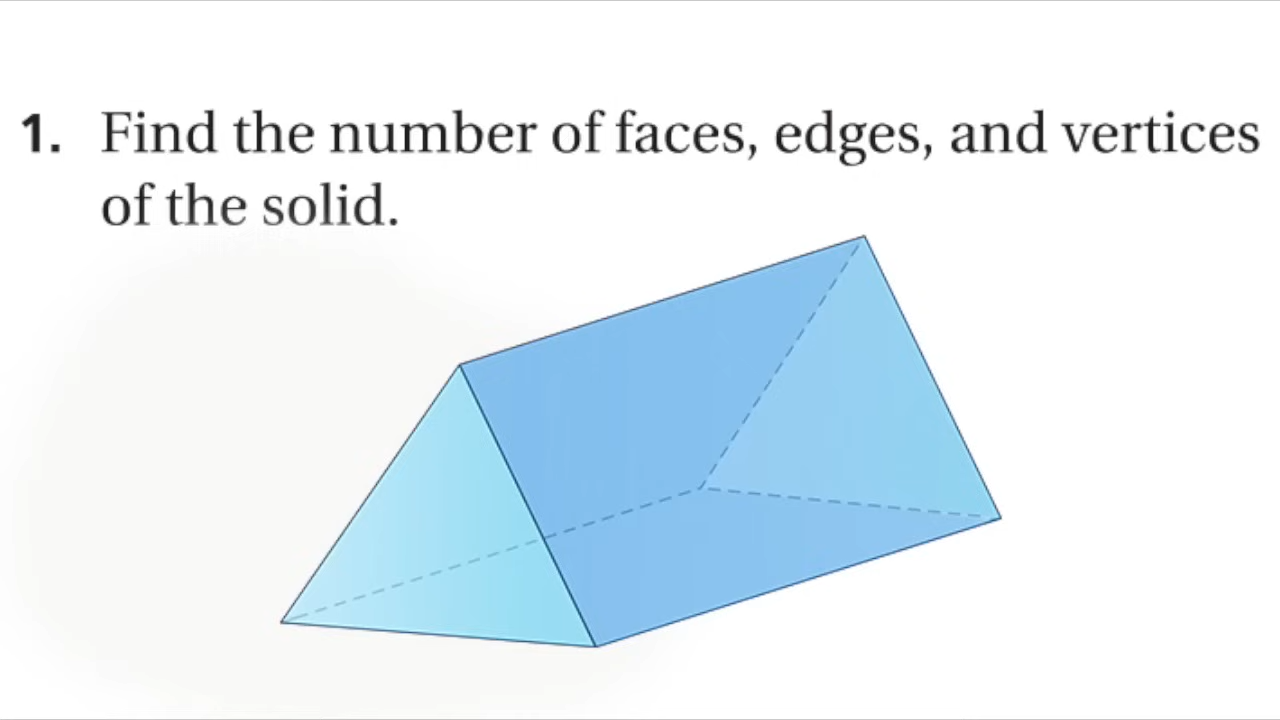 1. Find the number of faces, edges, and vertices
of the solid.